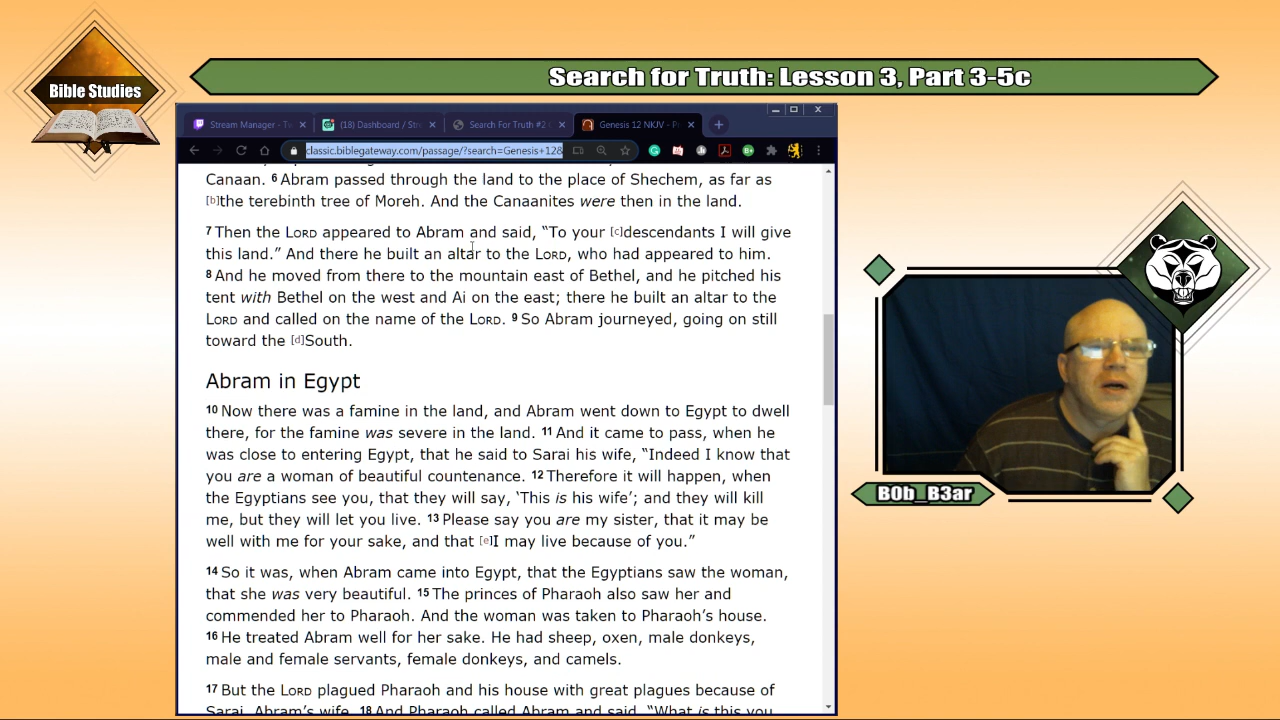 Bible Studies
Search for Truth: Lesson 3, Part 3-5c
Stream Manager - Tw
(18) Dashboard / Stre
Search For Truth #2
Genesis 12 NKJV - P
classic.biblegateway.com/passage/?search=Genesis+12&
Canaan. 6 Abram passed through the land to the place of Shechem, as far as
[b]the terebinth tree of Moreh. And the Canaanites were then in the land.
7 Then the LORD appeared to Abram and said, “To your [c]descendants I will give
this land.” And there he built an altar to the LORD, who had appeared to him.
8 And he moved from there to the mountain east of Bethel, and he pitched his
tent with Bethel on the west and Ai on the east; there he built an altar to the
LORD and called on the name of the LORD. 9 So Abram journeyed, going on still
toward the [d]South.
Abram in Egypt
10 Now there was a famine in the land, and Abram went down to Egypt to dwell
there, for the famine was severe in the land. 11 And it came to pass, when he
was close to entering Egypt, that he said to Sarai his wife, “Indeed I know that
you are a woman of beautiful countenance. 12 Therefore it will happen, when
the Egyptians see you, that they will say, ‘This is his wife’; and they will kill
me, but they will let you live. 13 Please say you are my sister, that it may be
well with me for your sake, and that [e]I may live because of you.”
14 So it was, when Abram came into Egypt, that the Egyptians saw the woman,
that she was very beautiful. 15 The princes of Pharaoh also saw her and
commended her to Pharaoh. And the woman was taken to Pharaoh’s house.
16 He treated Abram well for her sake. He had sheep, oxen, male donkeys,
male and female servants, female donkeys, and camels.
17 But the LORD plagued Pharaoh and his house with great plagues because of
Sarai, Abram’s wife. 18 And Pharaoh called Abram and said, “What is this you
B0b_B3ar